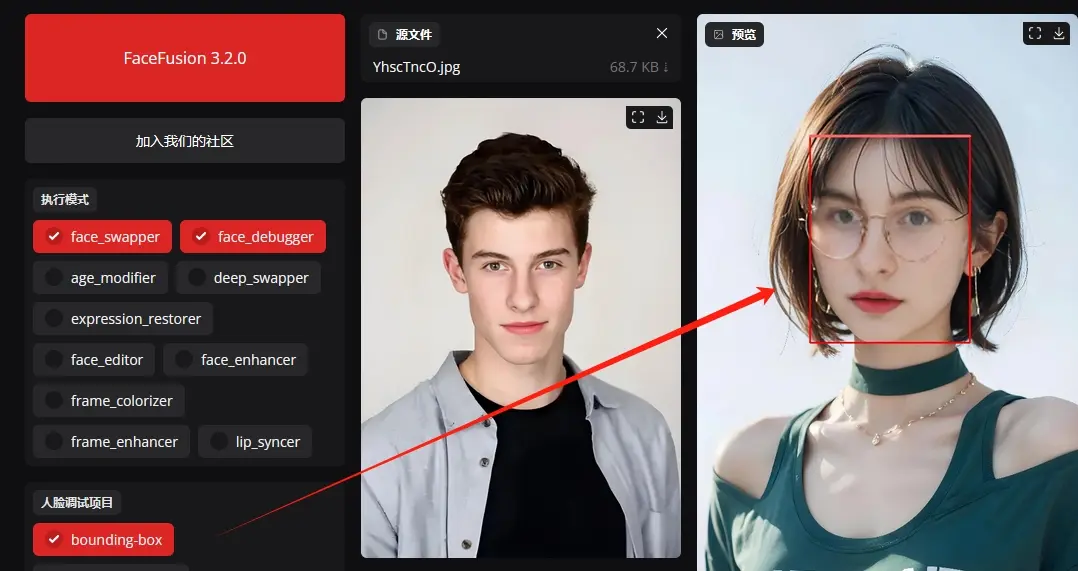 FaceFusion 3.2.0
加入我们的社区
执行模式
face_swapper face_debugger
age_modifier deep_swapper
expression_restorer
face_editor face_enhancer
frame_colorizer
frame_enhancer lip_syncer
人脸调试项目
bounding-box
源文件
YhscTncO.jpg 68.7 KB ↓
预览